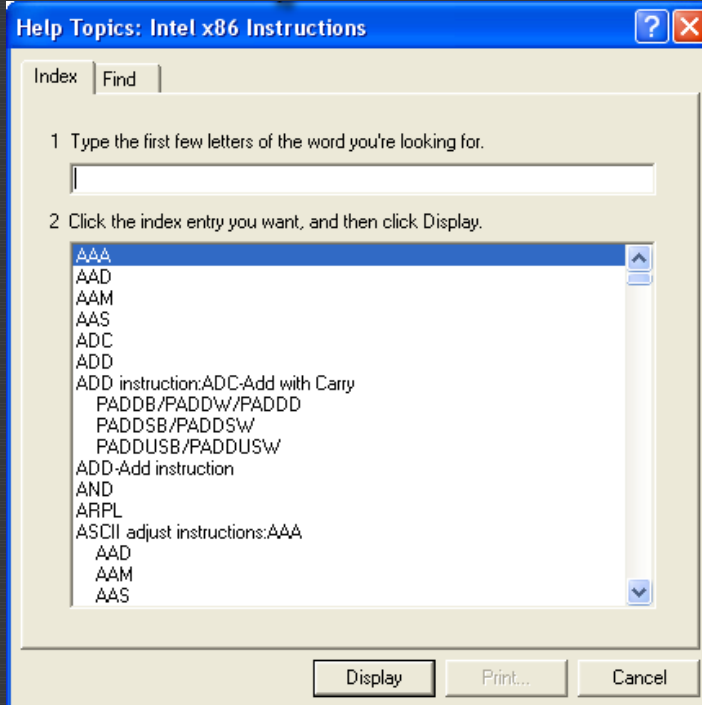 Help Topics: Intel x86 Instructions
Index Find
1 Type the first few letters of the word you're looking for.
2 Click the index entry you want, and then click Display.
AAA
AAD
AAM
AAS
ADC
ADD
ADD instruction:ADC-Add with Carry
PADDB/PADDW/PADDD
PADDSB/PADDSW
PADDUSB/PADDUSW
ADD-Add instruction
AND
ARPL
ASCII adjust instructions:AAA
AAD
AAM
AAS
Display Print... Cancel